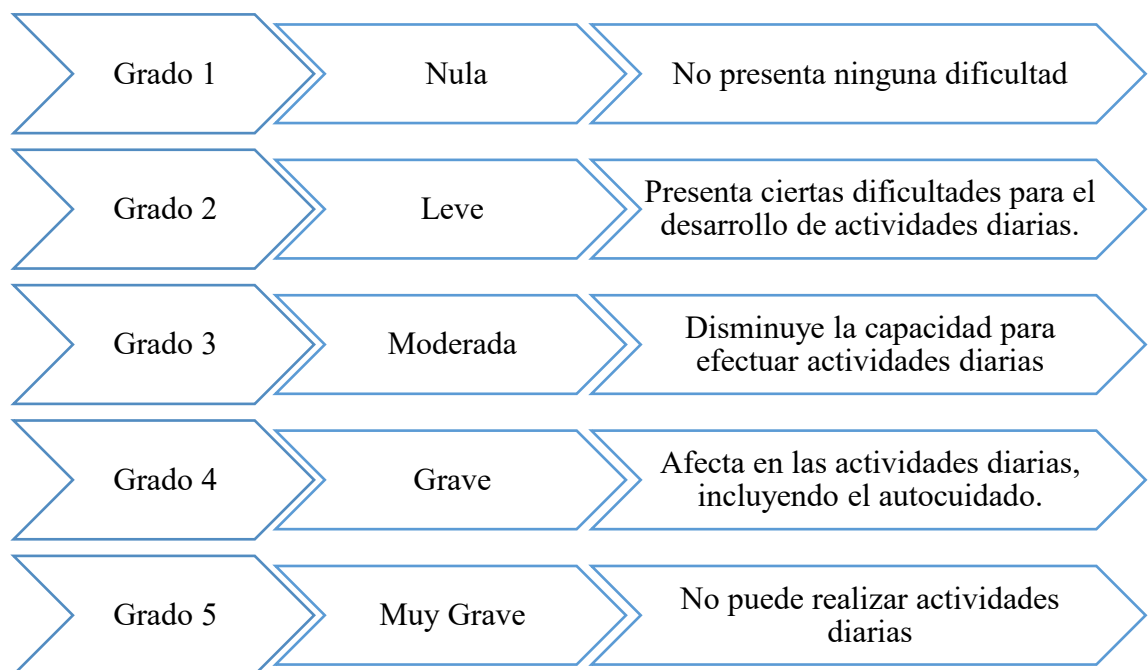 Grado 1
Nula
No presenta ninguna dificultad
Grado 2
Leve
Presenta ciertas dificultades para el
desarrollo de actividades diarias.
Grado 3
Moderada
Disminuye la capacidad para
efectuar actividades diarias
Grado 4
Grave
Afecta en las actividades diarias,
incluyendo el autocuidado.
Grado 5
Muy Grave
No puede realizar actividades
diarias